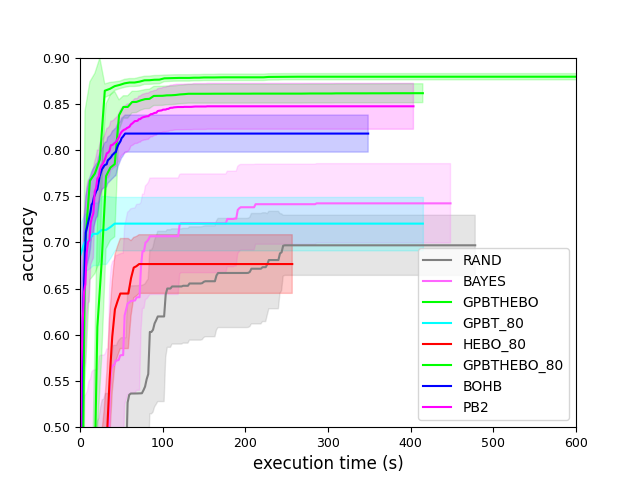 0.90
0.85
0.80
0.75
0.70
0.65
0.60
0.55
0.50
accuracy
0 100 200 300 400 500 600
execution time (s)
RAND
BAYES
GPBTHEBO
GPBT_80
HEBO_80
GPBTHEBO_80
BOHB
PB2